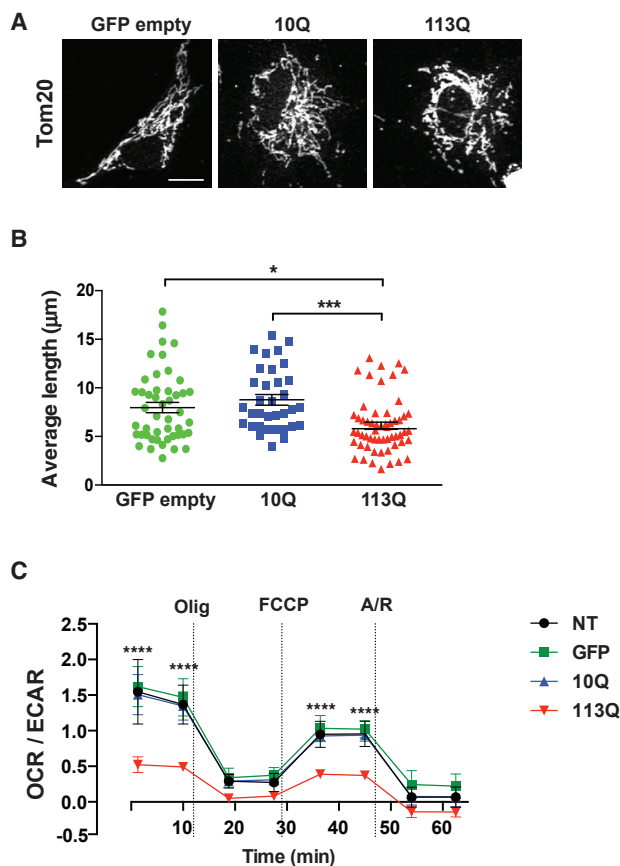 A
GFP empty 10Q 113Q
Tom20
B
* 
***
Average length (μm)
20
15
10
5
0
GFP empty 10Q 113Q
C
Olig FCCP A/R
OCR / ECAR
2.5
2.0
1.5
1.0
0.5
0.0
-0.5
**** **** **** ****
10 20 30 40 50 60
Time (min)
NT
GFP
10Q
113Q